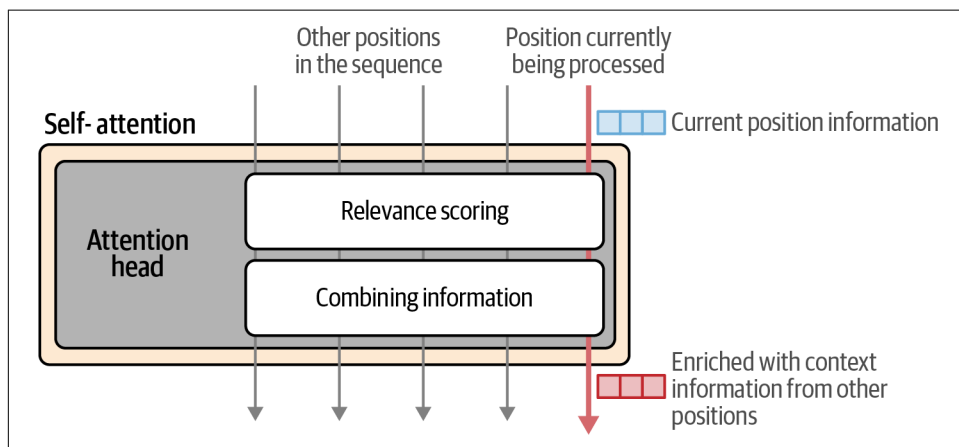 Other positions
in the sequence
Position currently
being processed
Self- attention
Current position information
Relevance scoring
Attention
head
Combining information
Enriched with context
information from other
positions